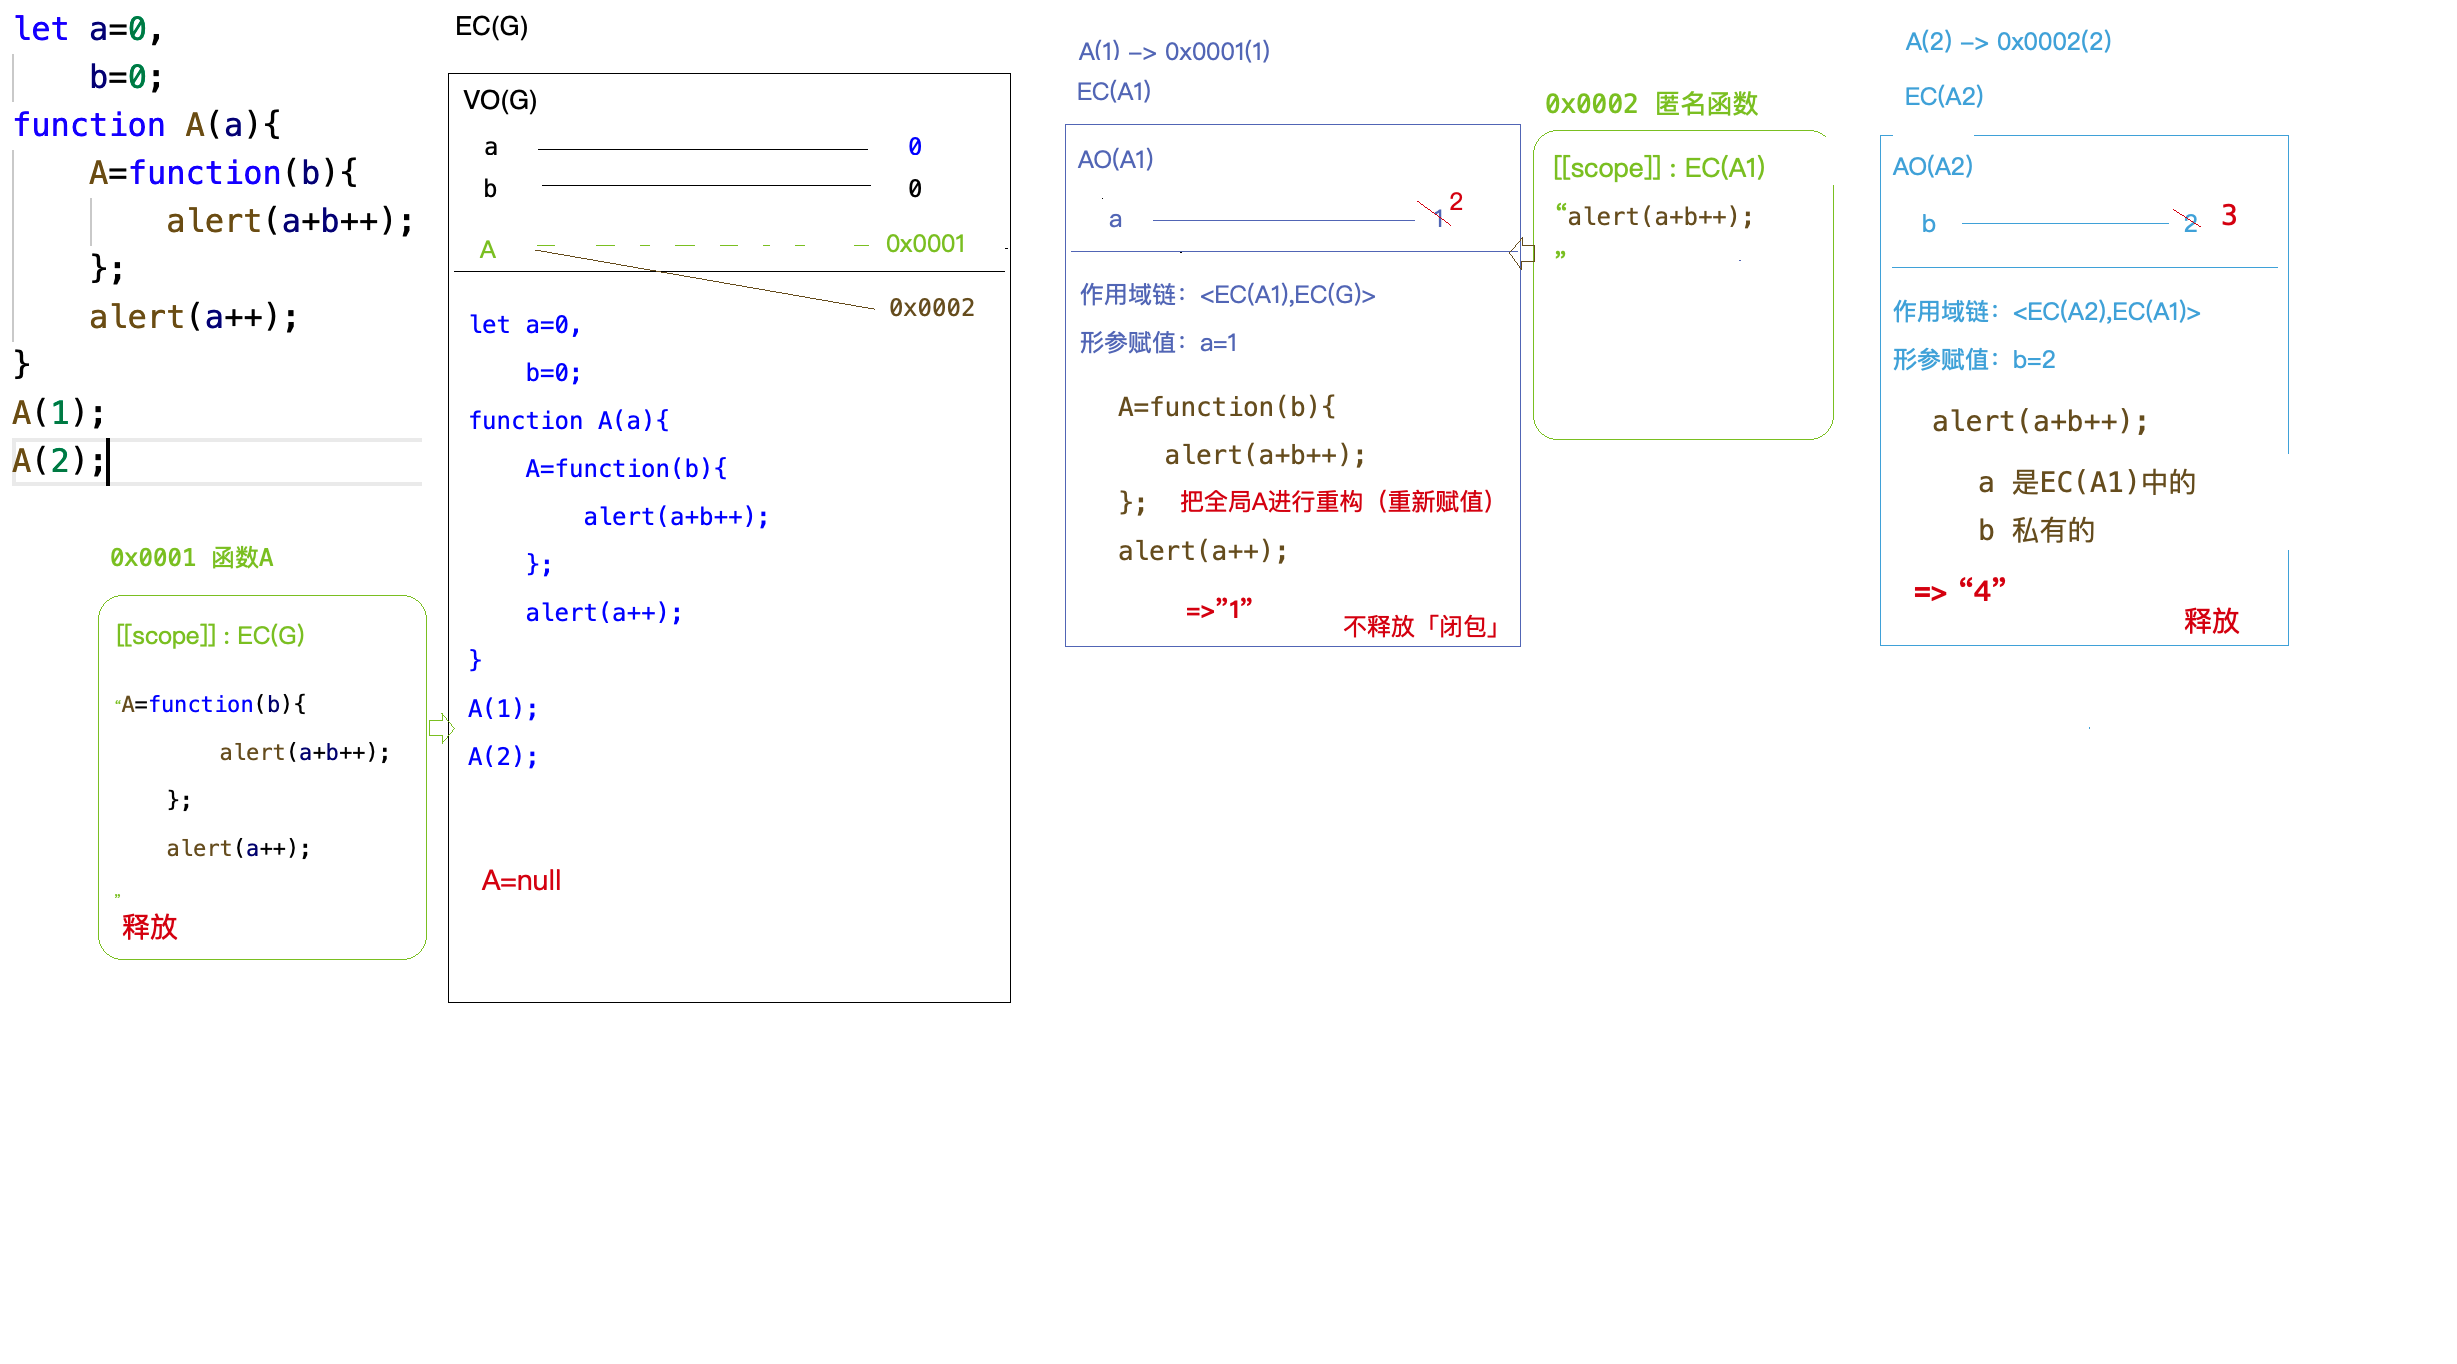 let a=0,
b=0;
function A(a){
A=function(b){
alert(a+b++);
};
alert(a++);
}
A(1);
A(2);
0x0001 函数A
[[scope]] : EC(G)
“A=function(b){
alert(a+b++);
};
alert(a++);
”
释放
EC(G)
VO(G)
a 0
b 0
A 0x0001
0x0002
let a=0,
b=0;
function A(a){
A=function(b){
alert(a+b++);
};
alert(a++);
}
A(1);
A(2);
A=null
A(1) –> 0x0001(1)
EC(A1)
AO(A1)
a 1 2
作用域链：<EC(A1),EC(G)>
形参赋值：a=1
A=function(b){
alert(a+b++);
}; 把全局A进行重构（重新赋值）
alert(a++);
=>”1”
不释放「闭包」
0x0002 匿名函数
[[scope]] : EC(A1)
“alert(a+b++);
”
A(2) –> 0x0002(2)
EC(A2)
AO(A2)
b 2 3
作用域链：<EC(A2),EC(A1)>
形参赋值：b=2
alert(a+b++);
a 是EC(A1)中的
b 私有的
=> “4”
释放